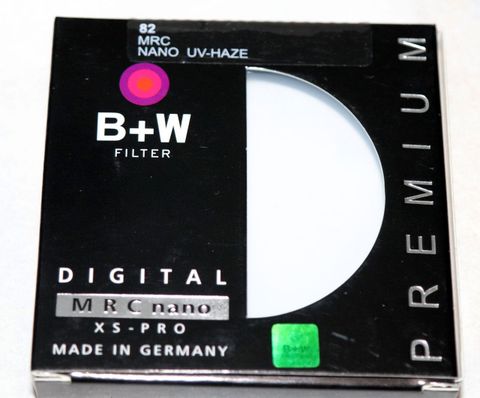 82
MRC
NANO UV-HAZE
B+W
FILTER
DIGITAL
MRC nano
XS-PRO
MADE IN GERMANY
B+W
PREMIUM